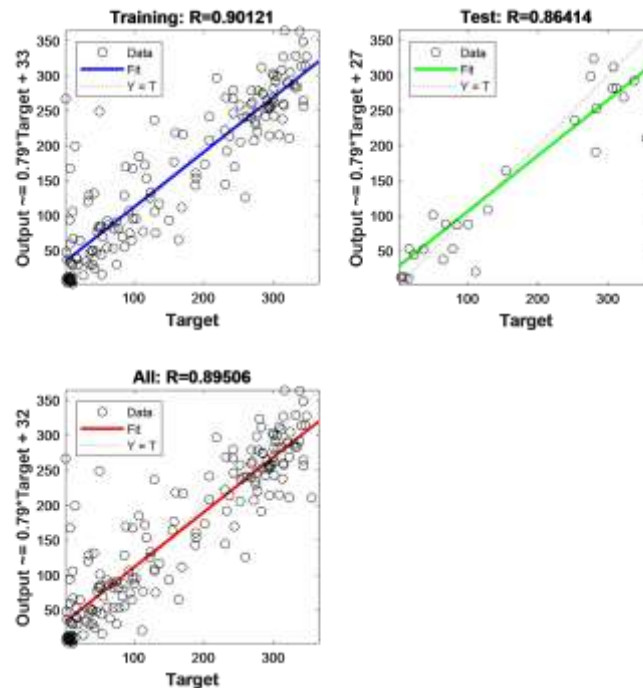 Training: R=0.90121
Output ~= 0.79*Target + 33
350
300
250
200
150
100
50
Data
Fit
Y = T
100
200
300
Target
Test: R=0.86414
Output ~= 0.79*Target + 27
350
300
250
200
150
100
50
Data
Fit
Y = T
100
200
300
Target
All: R=0.89506
Output ~= 0.79*Target + 32
350
300
250
200
150
100
50
Data
Fit
Y = T
100
200
300
Target